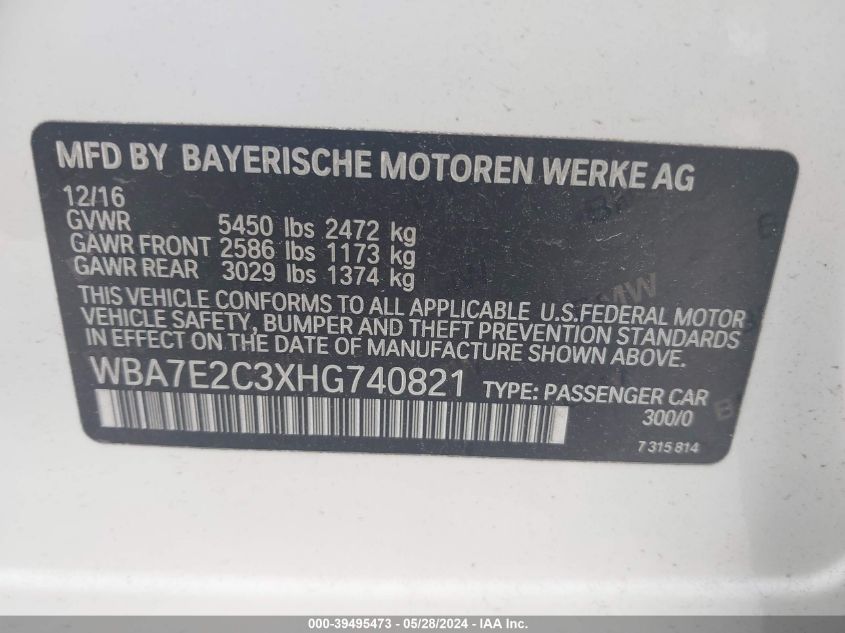 MFD BY BAYERISCHE MOTOREN WERKE AG
12/16
GVWR 5450 lbs 2472 kg
GAWR FRONT 2586 lbs 1173 kg
GAWR REAR 3029 lbs 1374 kg
THIS VEHICLE CONFORMS TO ALL APPLICABLE U.S.FEDERAL MOTOR
VEHICLE SAFETY, BUMPER AND THEFT PREVENTION STANDARDS
IN EFFECT ON THE DATE OF MANUFACTURE SHOWN ABOVE.
WBA7E2C3XHG740821 TYPE: PASSENGER CAR
300/0
7 315 814
000-39495473 - 05/28/2024 - IAA Inc.